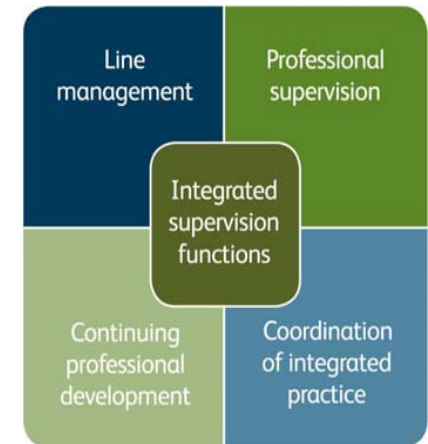 Line
management
Professional
supervision
Integrated
supervision
functions
Continuing
professional
development
Coordination
of integrated
practice